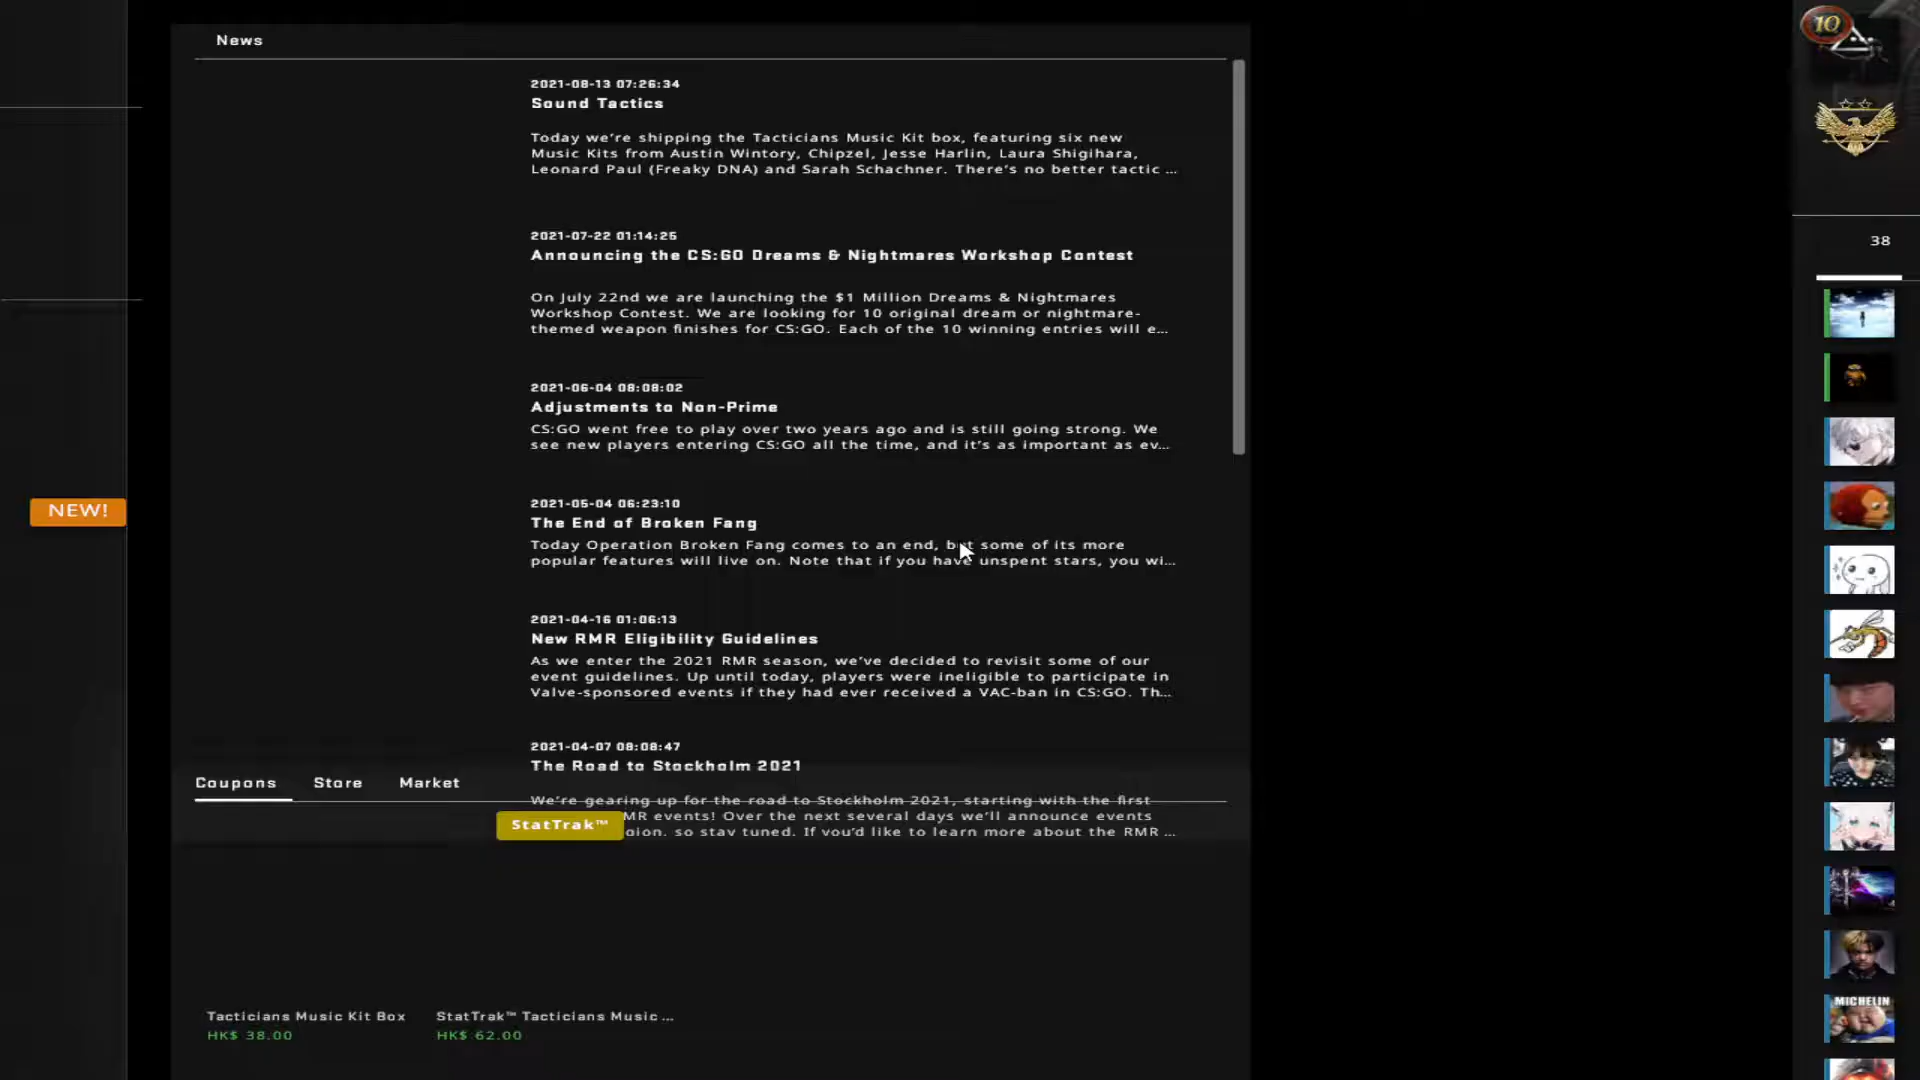 News
2021-08-13 07:26:34
Sound Tactics
Today we're shipping the Tacticians Music Kit box, featuring six new
Music Kits from Austin Wintory, Chipzel, Jesse Harlin, Laura Shigihara,
Leonard Paul (Freaky DNA) and Sarah Schachner. There's no better tactic ...
2021-07-22 01:14:25
Announcing the CS:GO Dreams & Nightmares Workshop Contest
On July 22nd we are launching the $1 Million Dreams & Nightmares
Workshop Contest. We are looking for 10 original dream or nightmare-
themed weapon finishes for CS:GO. Each of the 10 winning entries will e...
2021-06-04 08:08:02
Adjustments to Non-Prime
CS:GO went free to play over two years ago and is still going strong. We
see new players entering CS:GO all the time, and it's as important as ev...
2021-05-04 06:23:10
The End of Broken Fang
Today Operation Broken Fang comes to an end, but some of its more
popular features will live on. Note that if you have unspent stars, you wi...
2021-04-16 01:06:13
New RMR Eligibility Guidelines
As we enter the 2021 RMR season, we've decided to revisit some of our
event guidelines. Up until today, players were ineligible to participate in
Valve-sponsored events if they had ever received a VAC-ban in CS:GO. Th...
2021-04-07 08:08:47
The Road to Stockholm 2021
We're gearing up for the road to Stockholm 2021, starting with the first
MR events! Over the next several days we'll announce events
gion, so stay tuned. If you'd like to learn more about the RMR ...
Coupons Store Market
StatTrak™
Tacticians Music Kit Box
HK$ 38.00
StatTrak™ Tacticians Music ...
HK$ 62.00
NEW!
10
38
MICHELIN